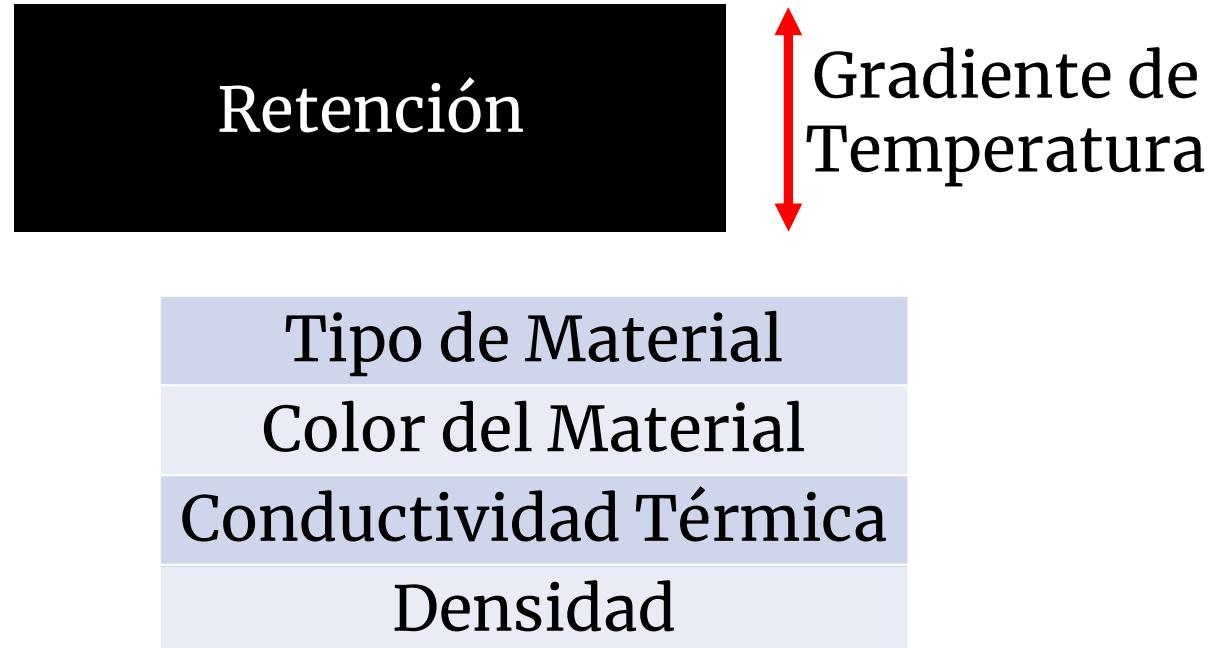 Retención
Gradiente de
Temperatura
Tipo de Material
Color del Material
Conductividad Térmica
Densidad